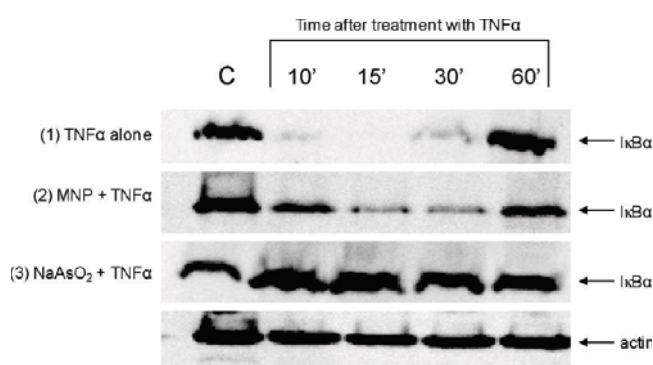 Time after treatment with TNFα
C 10’ 15’ 30’ 60’
(1) TNFα alone IκBα
(2) MNP + TNFα IκBα
(3) NaAsO₂ + TNFα IκBα
actin